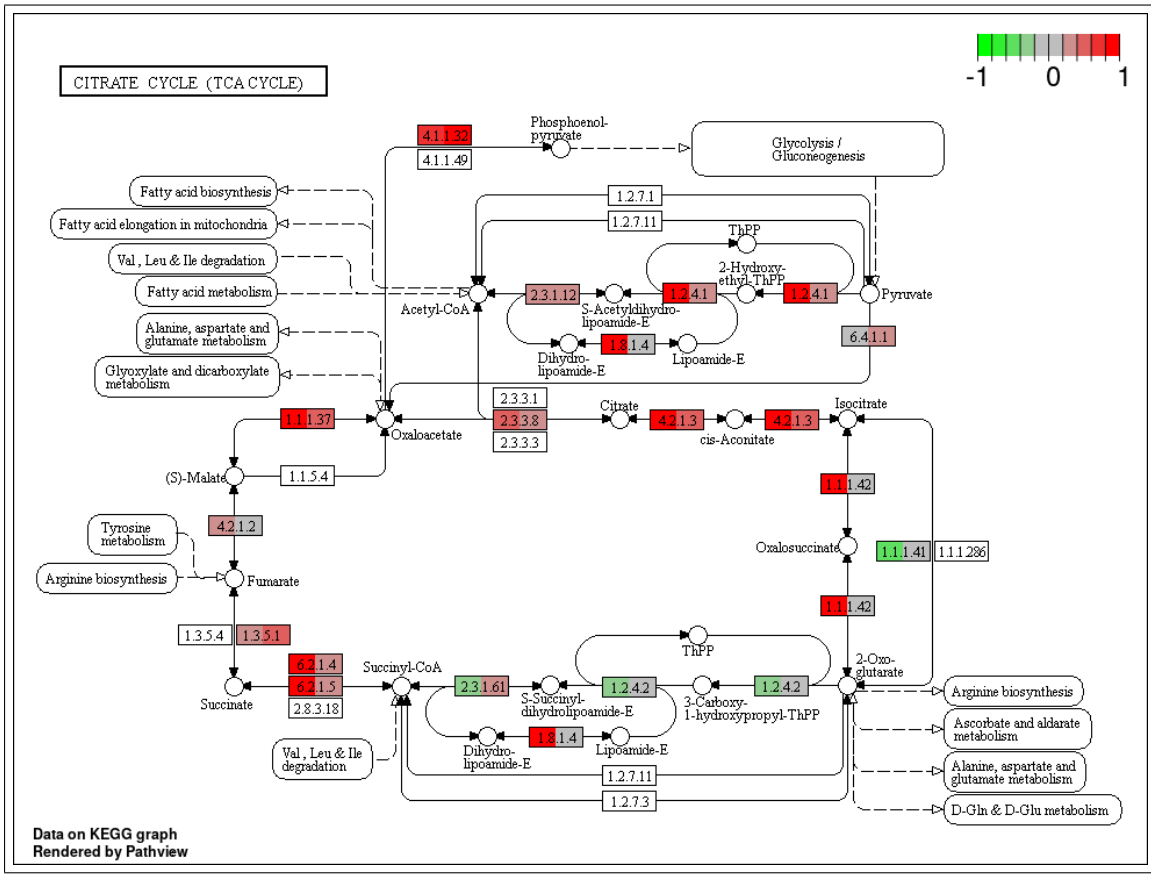 -1
0
1
CITRATE CYCLE (TCA CYCLE)
Phosphoenol-
pyruvate
4.1.1.32
4.1.1.49
Glycolysis /
Gluconeogenesis
Fatty acid biosynthesis
Fatty acid elongation in mitochondria
Val, Leu & Ile degradation
Fatty acid metabolism
Alanine, aspartate and
glutamate metabolism
Glyoxylate and dicarboxylate
metabolism
1.2.7.1
1.2.7.11
ThPP
2-Hydroxy-
ethyl-ThPP
Acetyl-CoA
2.3.1.12
S-Acetyldihydro-
lipoamide-E
1.2.4.1
1.2.4.1
Pyruvate
Dihydro-
lipoamide-E
1.8.1.4
Lipoamide-E
6.4.1.1
2.3.3.1
2.3.3.8
2.3.3.3
1.1.1.37
Oxaloacetate
Citrate
4.2.1.3
cis-Aconitate
4.2.1.3
Isocitrate
(S)-Malate
1.1.5.4
1.1.1.42
4.2.1.2
Tyrosine
metabolism
Arginine biosynthesis
Fumarate
Oxalosuccinate
1.1.1.41
1.1.1.286
1.1.1.42
1.3.5.4
1.3.5.1
ThPP
6.2.1.4
6.2.1.5
2.8.3.18
Succinate
Succinyl-CoA
2.3.1.61
S-Succinyl-
dihydrolipoamide-E
1.2.4.2
3-Carboxy-
1-hydroxypropyl-ThPP
1.2.4.2
2-Oxo-
glutarate
Val, Leu & Ile
degradation
Dihydro-
lipoamide-E
1.8.1.4
Lipoamide-E
1.2.7.11
1.2.7.3
Arginine biosynthesis
Ascorbate and aldarate
metabolism
Alanine, aspartate and
glutamate metabolism
D-Gln & D-Glu metabolism
Data on KEGG graph
Rendered by Pathview